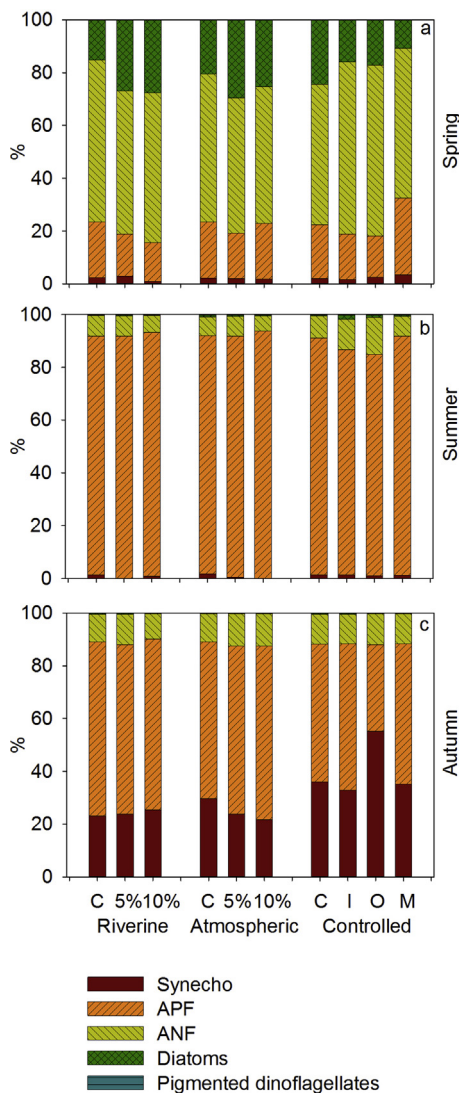 100
a
80
60
%
Spring
40
20
0
100
b
80
60
%
Summer
40
20
0
100
c
80
60
%
Autumn
40
20
0
C 5%10% C 5%10% C I O M
Riverine Atmospheric Controlled
Synecho
APF
ANF
Diatoms
Pigmented dinoflagellates